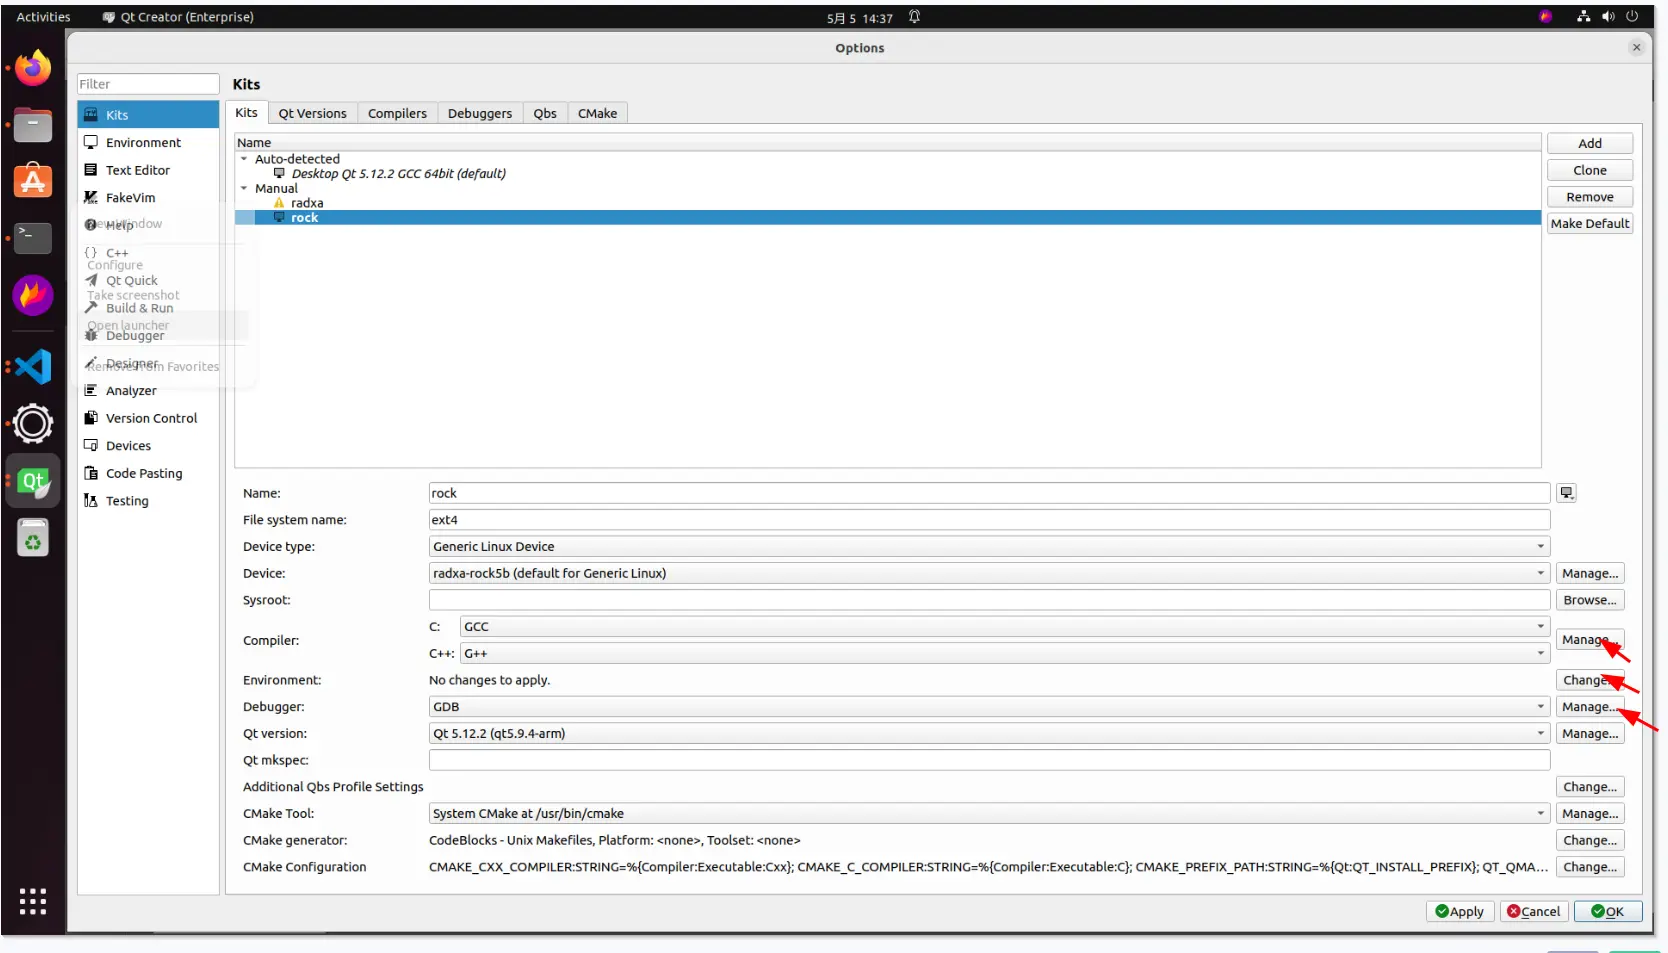 Activities
Qt Creator (Enterprise)
5月 5 14:37
Options
Filter
Kits
Environment
Text Editor
FakeVim
New Window
Help
C++
Configure
Qt Quick
Take screenshot
Build & Run
Open launcher
Debugger
Designer
Remove from Favorites
Analyzer
Version Control
Devices
Code Pasting
Testing
Kits
Kits Qt Versions Compilers Debuggers Qbs CMake
Name
Auto-detected
Desktop Qt 5.12.2 GCC 64bit (default)
Manual
radxa
rock
Add
Clone
Remove
Make Default
Name: rock
File system name: ext4
Device type: Generic Linux Device
Device: radxa-rock5b (default for Generic Linux) Manage...
Sysroot: Browse...
Compiler: C: GCC
C++: G++ Manage...
Environment: No changes to apply. Change...
Debugger: GDB Manage...
Qt version: Qt 5.12.2 (qt5.9.4-arm) Manage...
Qt mkspec:
Additional Qbs Profile Settings Change...
CMake Tool: System CMake at /usr/bin/cmake Manage...
CMake generator: CodeBlocks - Unix Makefiles, Platform: <none>, Toolset: <none> Change...
CMake Configuration CMAKE_CXX_COMPILER:STRING=%{Compiler:Executable:Cxx}; CMAKE_C_COMPILER:STRING=%{Compiler:Executable:C}; CMAKE_PREFIX_PATH:STRING=%{Qt:QT_INSTALL_PREFIX}; QT_QMA... Change...
Apply Cancel OK